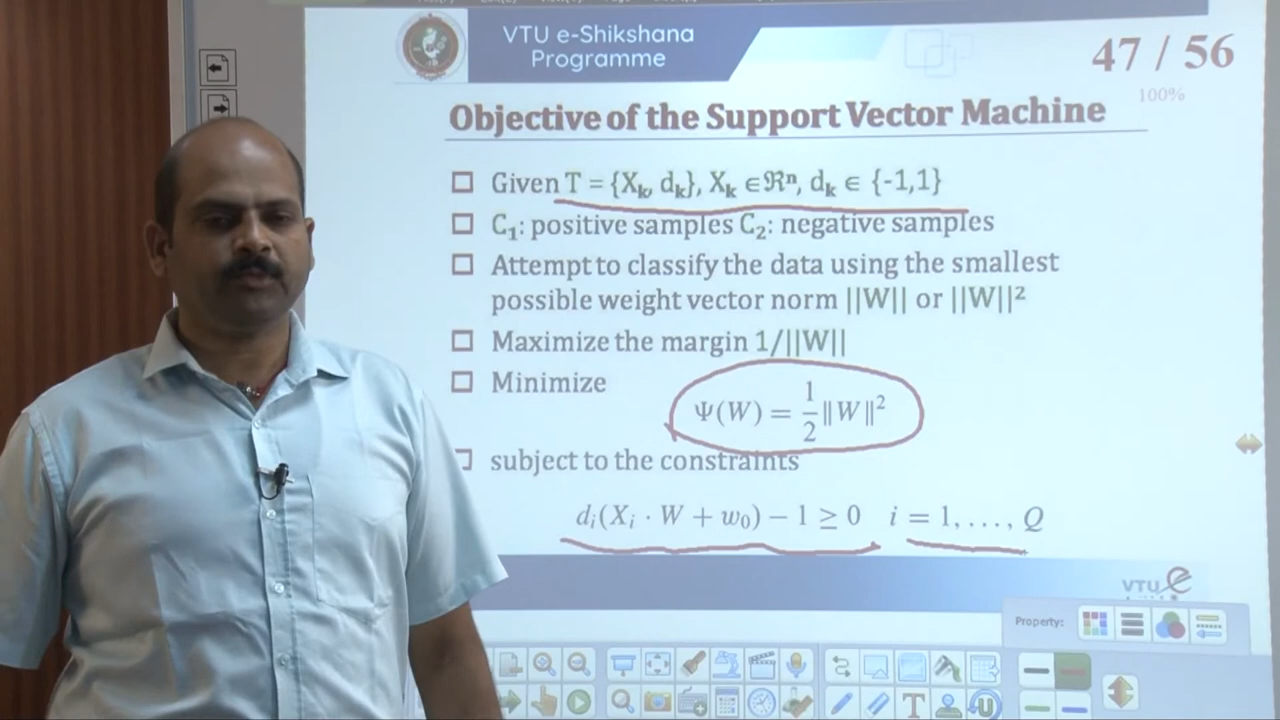 VTU e-Shikshana
Programme
47 / 56
100%
Objective of the Support Vector Machine
Given T = {Xₖ, dₖ}, Xₖ ∈ℜⁿ, dₖ ∈ {-1,1}
C₁: positive samples C₂: negative samples
Attempt to classify the data using the smallest
possible weight vector norm ||W|| or ||W||²
Maximize the margin 1/||W||
Minimize
Ψ(W) = 1/2 ‖W‖²
subject to the constraints
dᵢ(Xᵢ · W + w₀) − 1 ≥ 0 i = 1, . . . , Q
VTU e
Property: